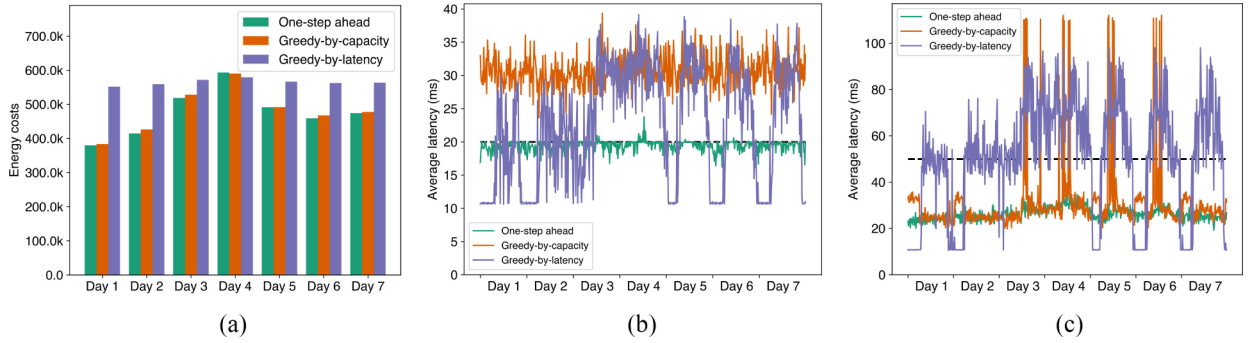 700.0k
600.0k
500.0k
400.0k
300.0k
200.0k
100.0k
0.0
Energy costs
One-step ahead
Greedy-by-capacity
Greedy-by-latency
Day 1 Day 2 Day 3 Day 4 Day 5 Day 6 Day 7
(a)
40
35
30
25
20
15
10
5
0
Average latency (ms)
One-step ahead
Greedy-by-capacity
Greedy-by-latency
Day 1 Day 2 Day 3 Day 4 Day 5 Day 6 Day 7
(b)
100
80
60
40
20
0
Average latency (ms)
One-step ahead
Greedy-by-capacity
Greedy-by-latency
Day 1 Day 2 Day 3 Day 4 Day 5 Day 6 Day 7
(c)